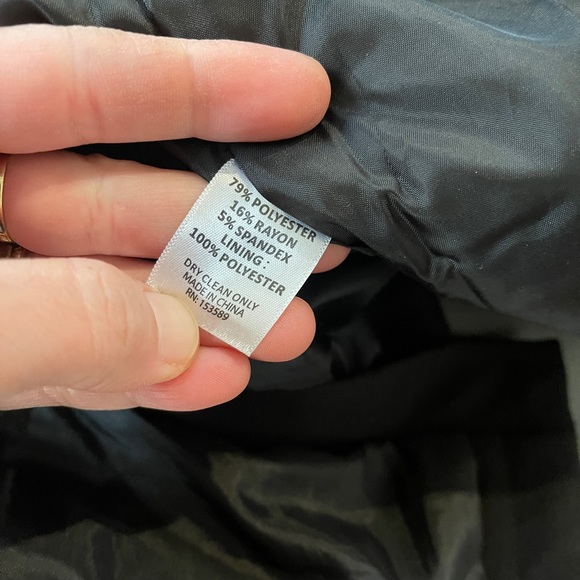 79% POLYESTER
16% RAYON
5% SPANDEX
LINING :
100% POLYESTER
DRY CLEAN ONLY
MADE IN CHINA
RN: 153589